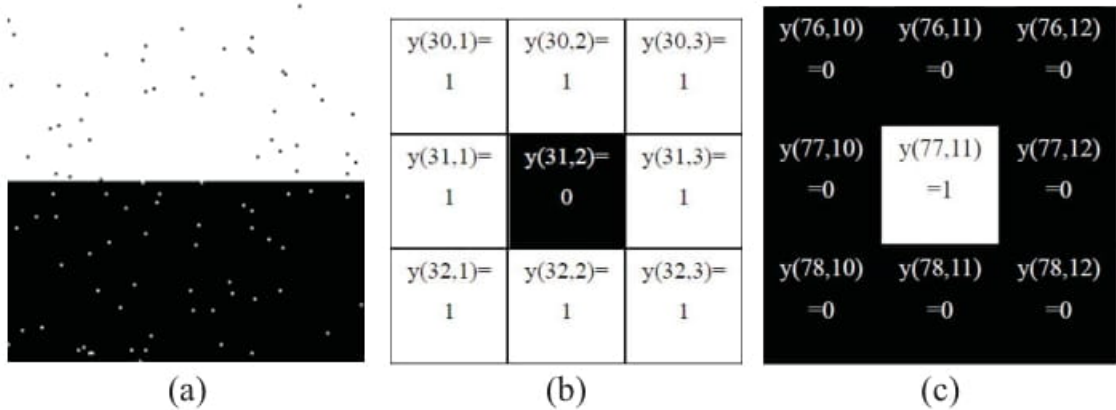 y(30,1)= y(30,2)= y(30,3)=
1 1 1
y(31,1)= y(31,2)= y(31,3)=
1 0 1
y(32,1)= y(32,2)= y(32,3)=
1 1 1
y(76,10) y(76,11) y(76,12)
=0 =0 =0
y(77,10) y(77,11) y(77,12)
=0 =1 =0
y(78,10) y(78,11) y(78,12)
=0 =0 =0
(a) (b) (c)